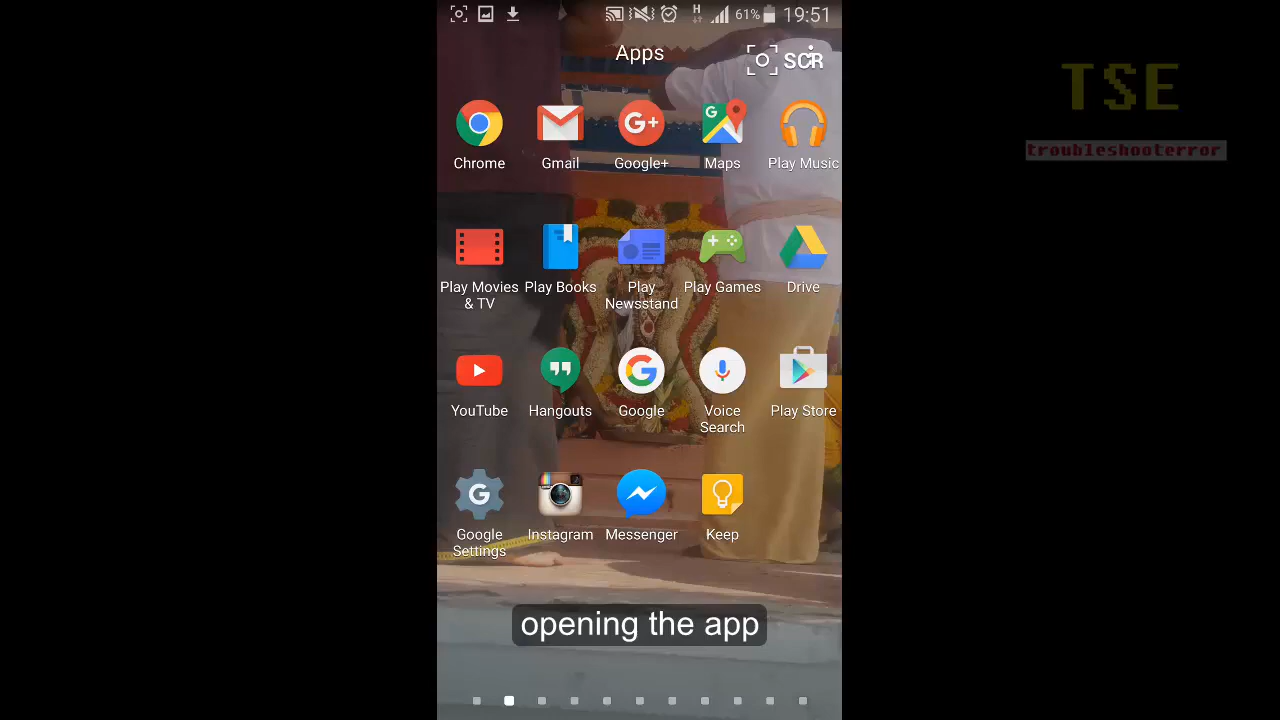 61% 19:51
TSE
troubleshooterror
Apps
SCR
Chrome Gmail Google+ Maps Play Music
Play Movies & TV
Play Books
Play Newsstand
Play Games
Drive
YouTube Hangouts Google Voice Search
Play Store
Google Settings
Instagram Messenger Keep
opening the app